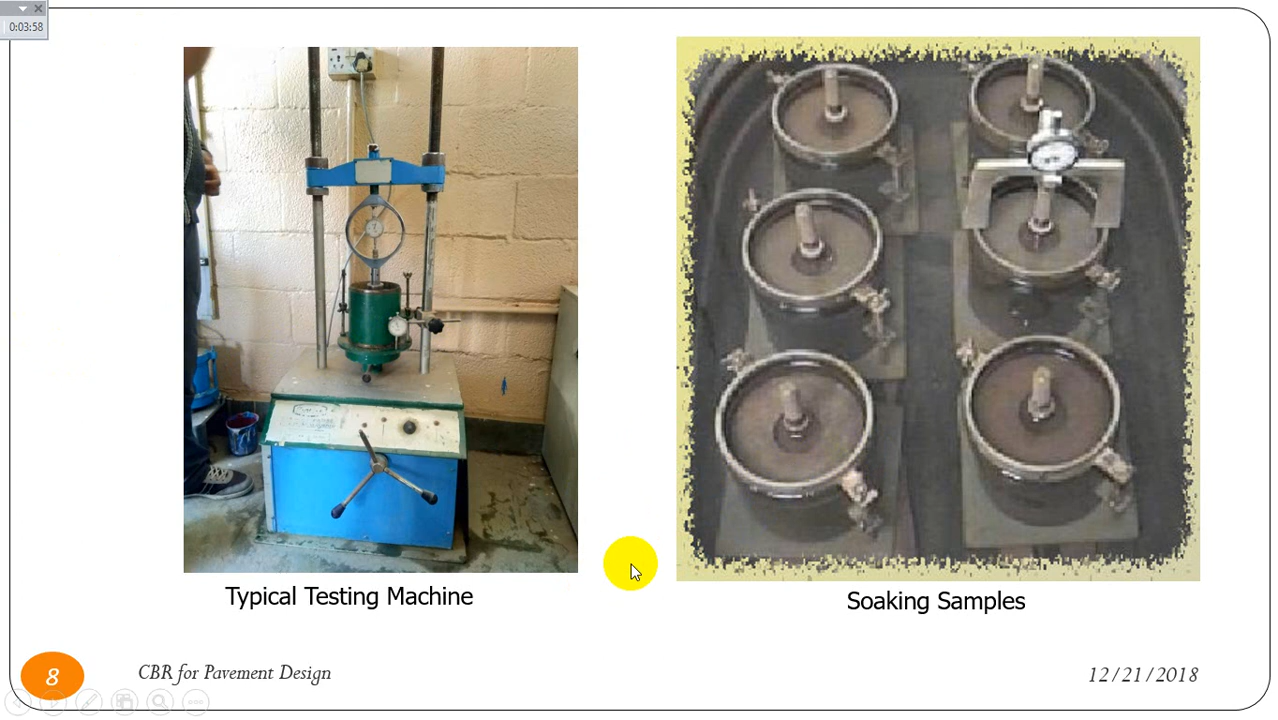 0:03:58
Typical Testing Machine
Soaking Samples
8
CBR for Pavement Design
12/21/2018